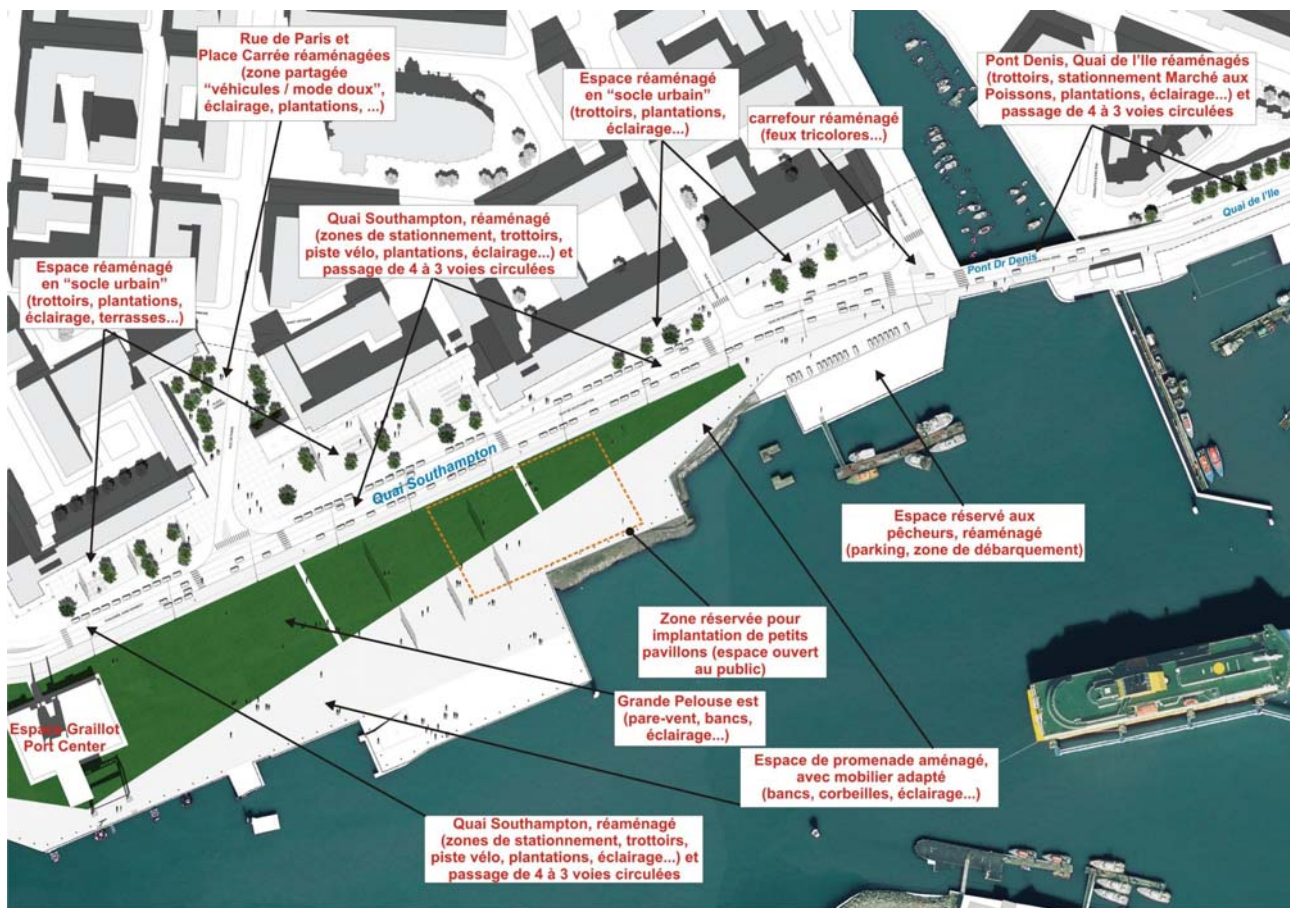 Rue de Paris et
Place Carrée réaménagées
(zone partagée
“véhicules / mode doux”,
éclairage, plantations, ...)
Espace réaménagé
en “socle urbain”
(trottoirs, plantations,
éclairage...)
carrefour réaménagé
(feux tricolores...)
Pont Denis, Quai de l’Ile réaménagés
(trottoirs, stationnement Marché aux
Poissons, plantations, éclairage...) et
passage de 4 à 3 voies circulées
Quai de l’Ile
Pont Dr Denis
Quai Southampton, réaménagé
(zones de stationnement, trottoirs,
piste vélo, plantations, éclairage...) et
passage de 4 à 3 voies circulées
Espace réaménagé
en “socle urbain”
(trottoirs, plantations,
éclairage, terrasses...)
Quai Southampton
Espace réservé aux
pêcheurs, réaménagé
(parking, zone de débarquement)
Zone réservée pour
implantation de petits
pavillons (espace ouvert
au public)
Grande Pelouse est
(pare-vent, bancs,
éclairage...)
Espace Graillot
Port Center
Espace de promenade aménagé,
avec mobilier adapté
(bancs, corbeilles, éclairage...)
Quai Southampton, réaménagé
(zones de stationnement, trottoirs,
piste vélo, plantations, éclairage...) et
passage de 4 à 3 voies circulées